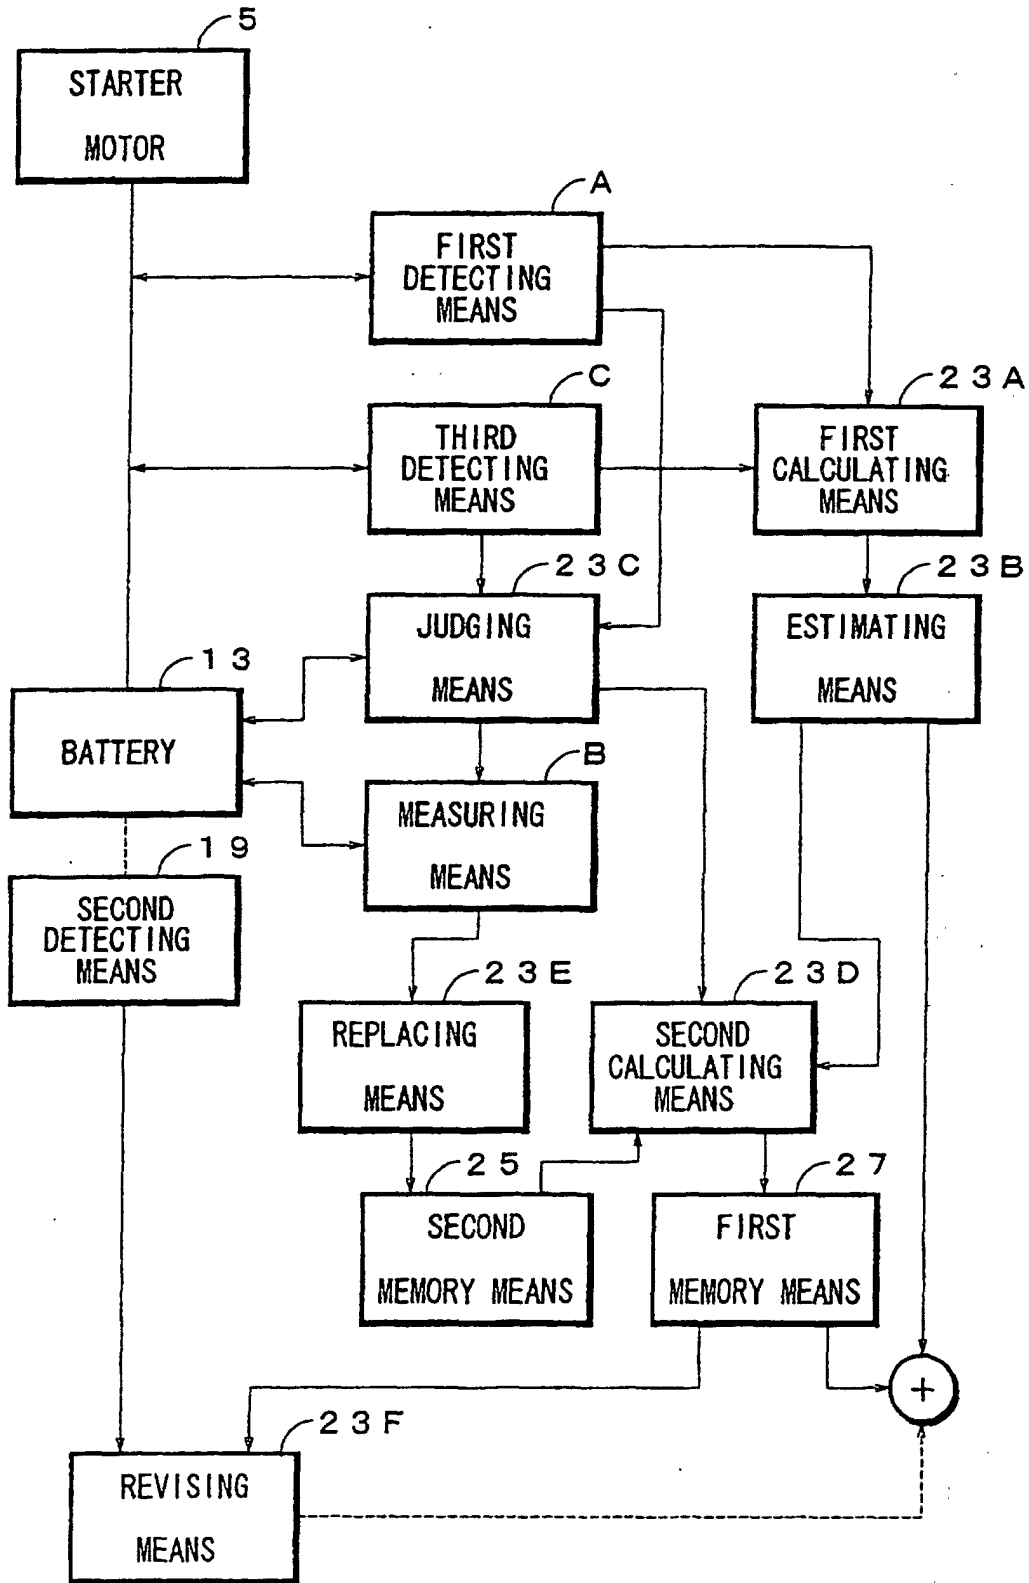 5
STARTER
MOTOR
A
FIRST
DETECTING
MEANS
C
THIRD
DETECTING
MEANS
23A
FIRST
CALCULATING
MEANS
23C
JUDGING
MEANS
23B
ESTIMATING
MEANS
13
BATTERY
B
MEASURING
MEANS
19
SECOND
DETECTING
MEANS
23E
REPLACING
MEANS
23D
SECOND
CALCULATING
MEANS
25
SECOND
MEMORY MEANS
27
FIRST
MEMORY MEANS
+
23F
REVISING
MEANS